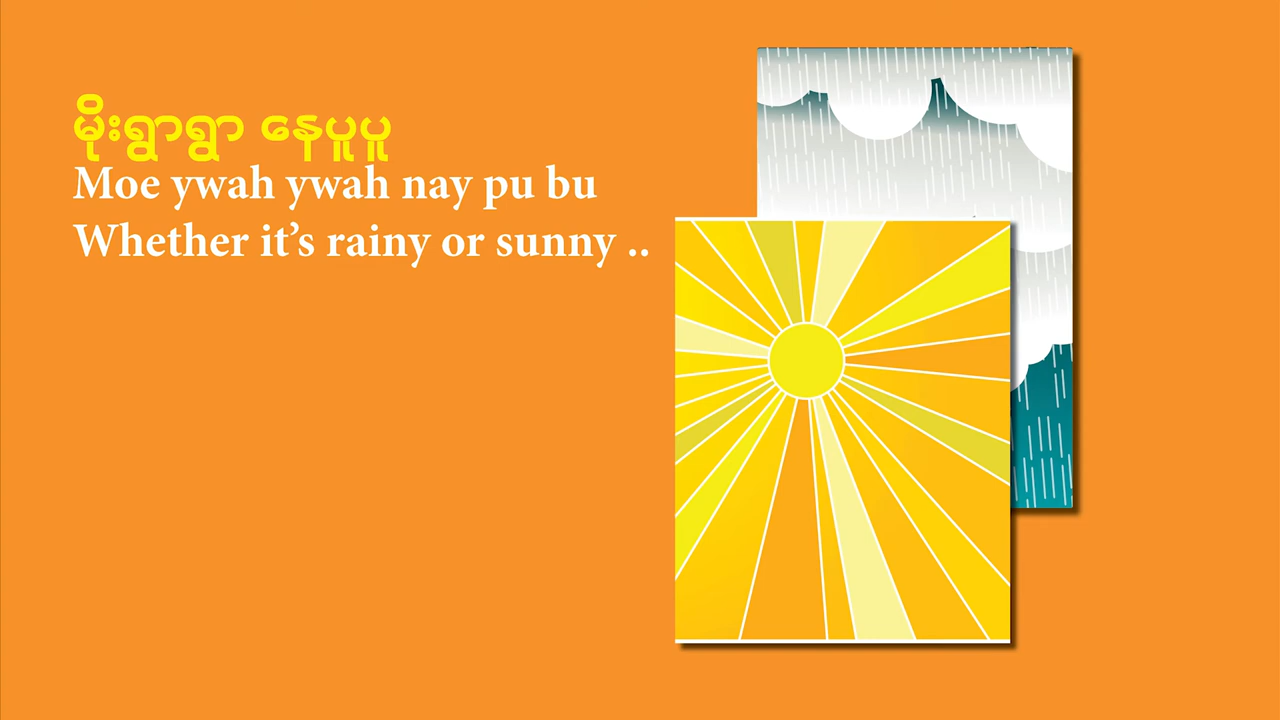 မိုးရွာရွာ နေပူပူ
Moe ywah ywah nay pu bu
Whether it’s rainy or sunny ..